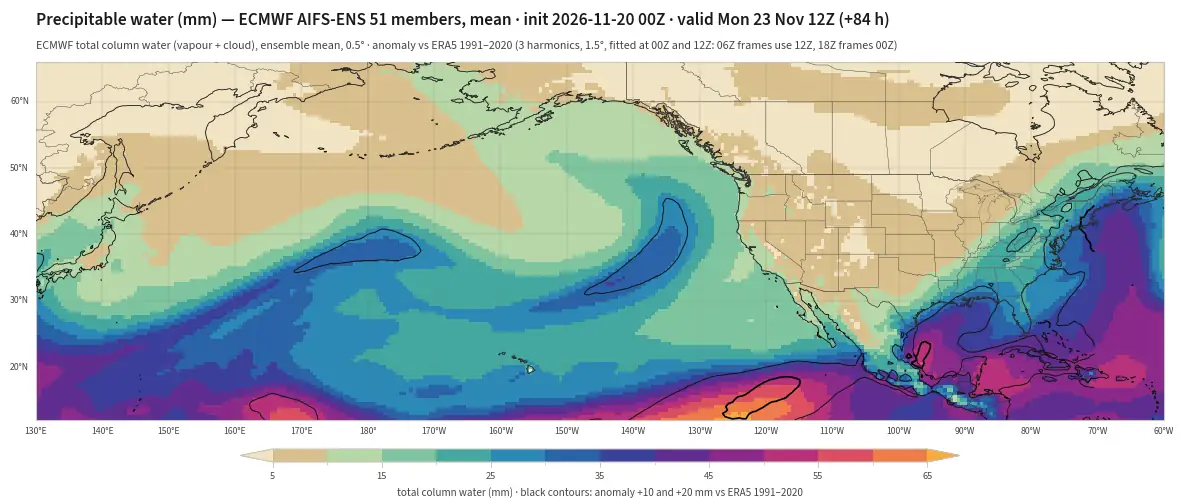 Precipitable water (mm) — ECMWF AIFS-ENS 51 members, mean · init 2026-11-20 00Z · valid Mon 23 Nov 12Z (+84 h)
ECMWF total column water (vapour + cloud), ensemble mean, 0.5° · anomaly vs ERA5 1991–2020 (3 harmonics, 1.5°, fitted at 00Z and 12Z: 06Z frames use 12Z, 18Z frames 00Z)
60°N
50°N
40°N
30°N
20°N
130°E 140°E 150°E 160°E 170°E 180° 170°W 160°W 150°W 140°W 130°W 120°W 110°W 100°W 90°W 80°W 70°W 60°W
5 15 25 35 45 55 65
total column water (mm) · black contours: anomaly +10 and +20 mm vs ERA5 1991–2020